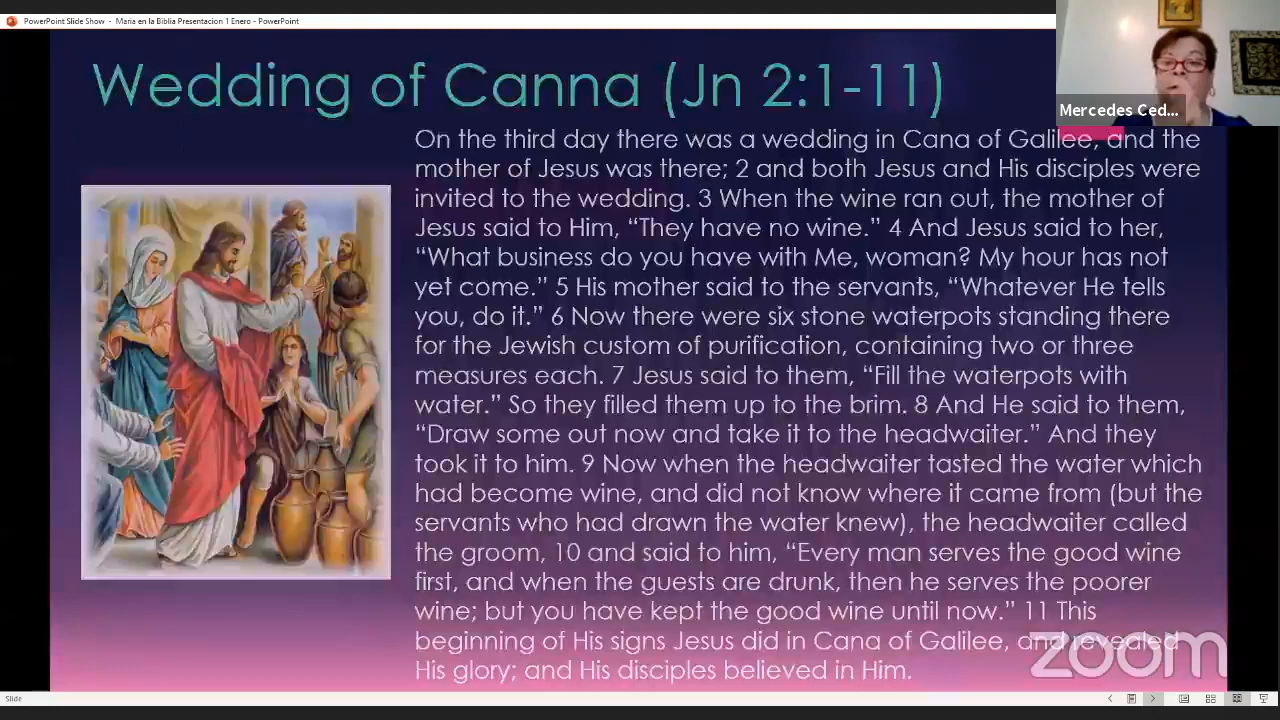 PowerPoint Slide Show - Maria en la Biblia Presentacion 1 Enero - PowerPoint
Wedding of Canna (Jn 2:1-11)
Mercedes Ced...
On the third day there was a wedding in Cana of Galilee, and the
mother of Jesus was there; 2 and both Jesus and His disciples were
invited to the wedding. 3 When the wine ran out, the mother of
Jesus said to Him, “They have no wine.” 4 And Jesus said to her,
“What business do you have with Me, woman? My hour has not
yet come.” 5 His mother said to the servants, “Whatever He tells
you, do it.” 6 Now there were six stone waterpots standing there
for the Jewish custom of purification, containing two or three
measures each. 7 Jesus said to them, “Fill the waterpots with
water.” So they filled them up to the brim. 8 And He said to them,
“Draw some out now and take it to the headwaiter.” And they
took it to him. 9 Now when the headwaiter tasted the water which
had become wine, and did not know where it came from (but the
servants who had drawn the water knew), the headwaiter called
the groom, 10 and said to him, “Every man serves the good wine
first, and when the guests are drunk, then he serves the poorer
wine; but you have kept the good wine until now.” 11 This
beginning of His signs Jesus did in Cana of Galilee, and revealed
His glory; and His disciples believed in Him.
zoom
Slide